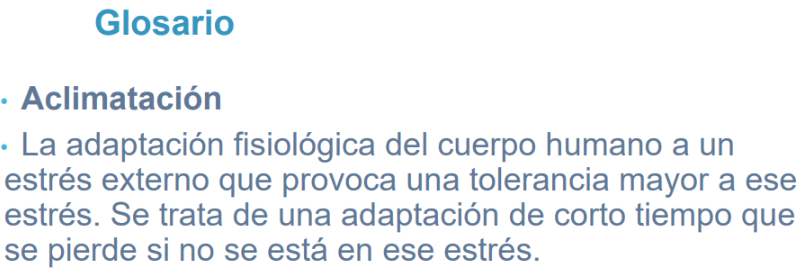 Glosario
• Aclimatación
• La adaptación fisiológica del cuerpo humano a un
estrés externo que provoca una tolerancia mayor a ese
estrés. Se trata de una adaptación de corto tiempo que
se pierde si no se está en ese estrés.